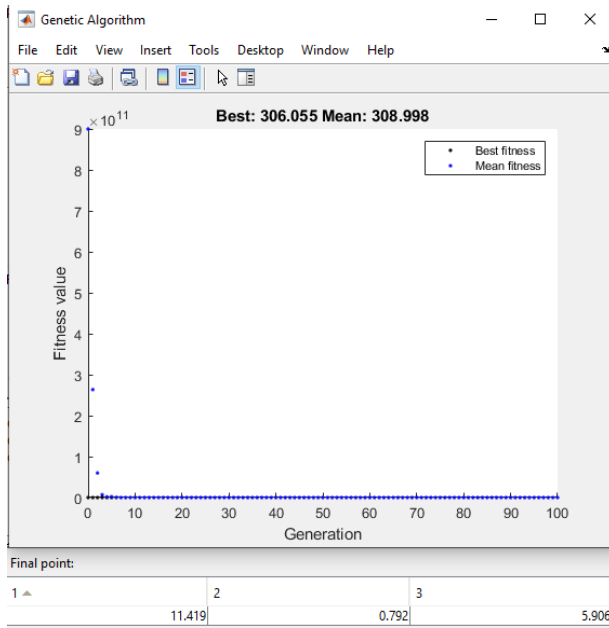 Genetic Algorithm
File Edit View Insert Tools Desktop Window Help
Best: 306.055 Mean: 308.998
×10^11
9
8
7
6
5
4
3
2
1
0
Fitness value
Best fitness
Mean fitness
0 10 20 30 40 50 60 70 80 90 100
Generation
Final point:
1 2 3
11.419 0.792 5.906